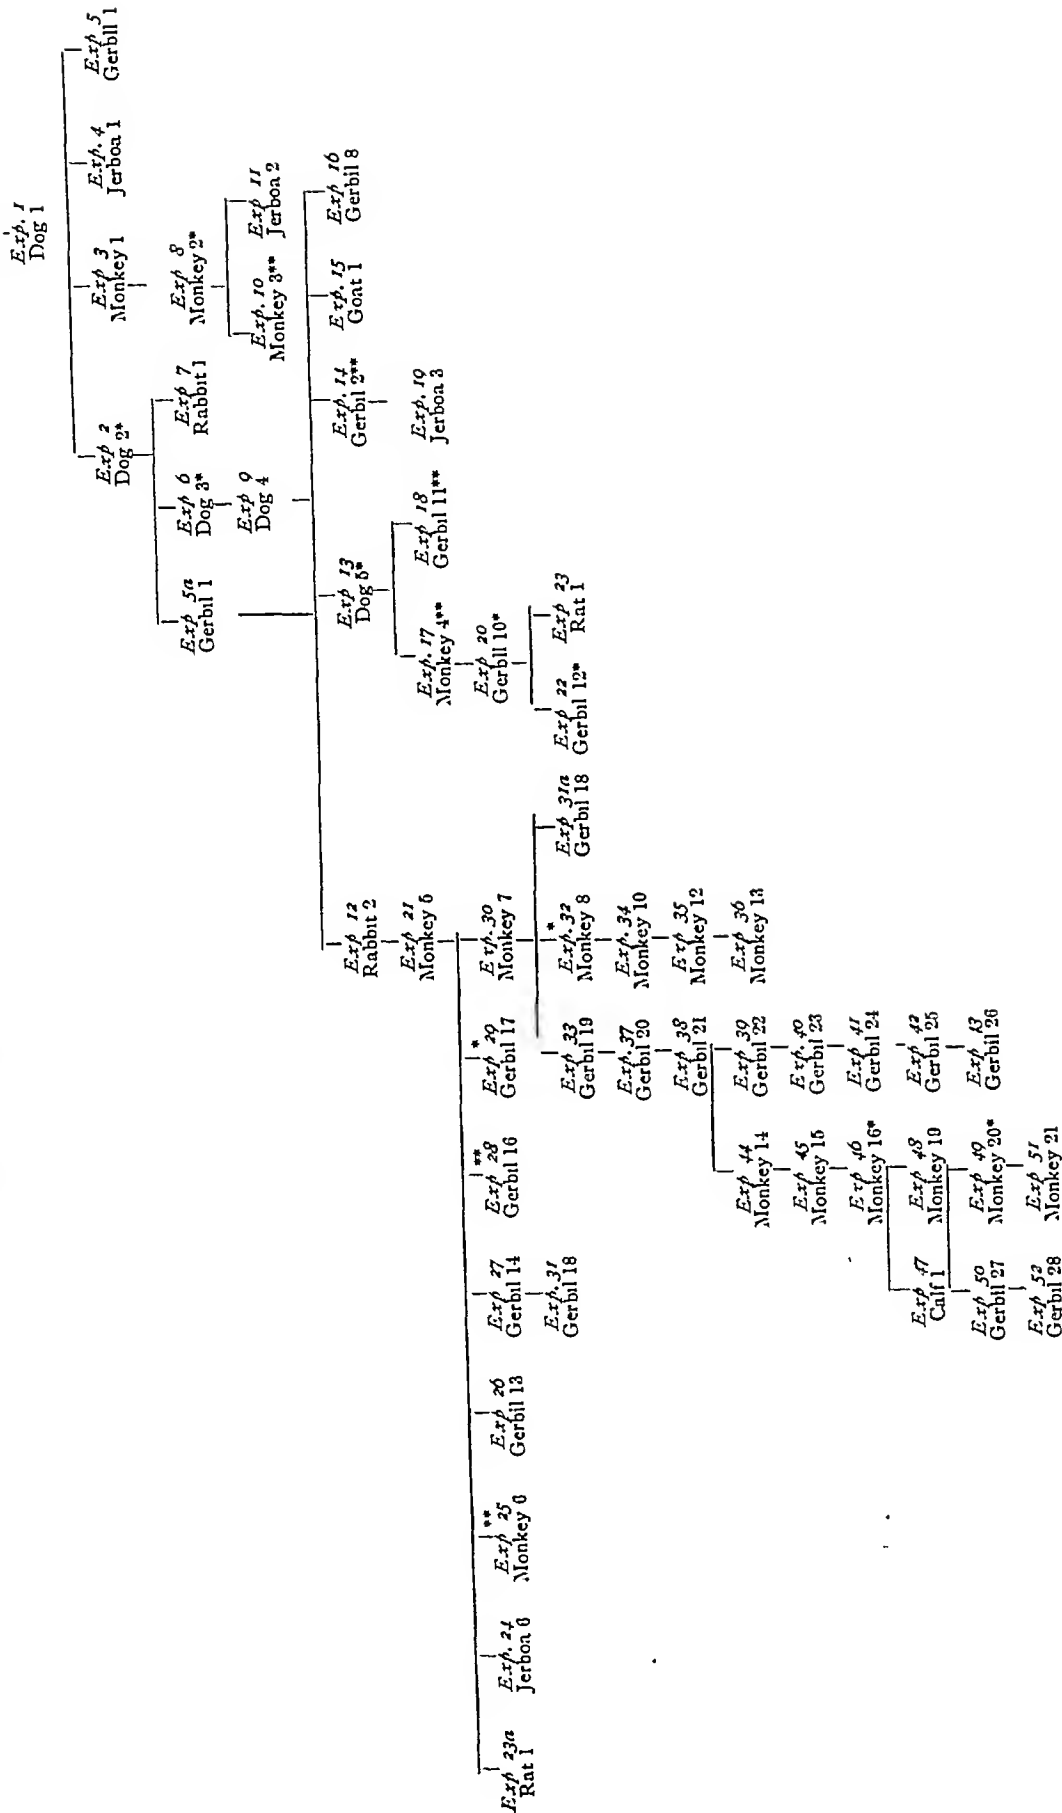 Exp. 1
Dog 1
Exp 2
Dog 2*
Exp 3
Monkey 1
Exp. 4
Jerboa 1
Exp. 5
Gerbil 1
Exp 5a
Gerbil 1
Exp 6
Dog 3*
Exp 7
Rabbit 1
Exp 8
Monkey 2*
Exp 9
Dog 4
Exp. 10
Monkey 3**
Exp 11
Jerboa 2
Exp 12
Rabbit 2
Exp 13
Dog 5*
Exp. 14
Gerbil 2**
Exp. 15
Goat 1
Exp 16
Gerbil 8
Exp 21
Monkey 5
Exp. 17
Monkey 4**
Exp 18
Gerbil 11**
Exp. 19
Jerboa 3
Exp 20
Gerbil 10*
Exp 23a
Rat 1
Exp. 24
Jerboa 6
**
Exp 25
Monkey 6
Exp 26
Gerbil 13
Exp 27
Gerbil 14
**
Exp 28
Gerbil 16
*
Exp 29
Gerbil 17
Exp. 30
Monkey 7
Exp 22
Gerbil 12*
Exp 23
Rat 1
Exp. 31
Gerbil 18
Exp 33
Gerbil 19
*
Exp. 32
Monkey 8
Exp 31a
Gerbil 18
Exp. 37
Gerbil 20
Exp. 34
Monkey 10
Exp 38
Gerbil 21
Exp 35
Monkey 12
Exp 44
Monkey 14
Exp 39
Gerbil 22
Exp 36
Monkey 13
Exp 45
Monkey 15
Exp. 40
Gerbil 23
Exp 46
Monkey 16*
Exp. 41
Gerbil 24
Exp 47
Calf 1
Exp 48
Monkey 19
Exp 42
Gerbil 25
Exp 50
Gerbil 27
Exp 49
Monkey 20*
Exp 43
Gerbil 26
Exp 52
Gerbil 28
Exp 51
Monkey 21